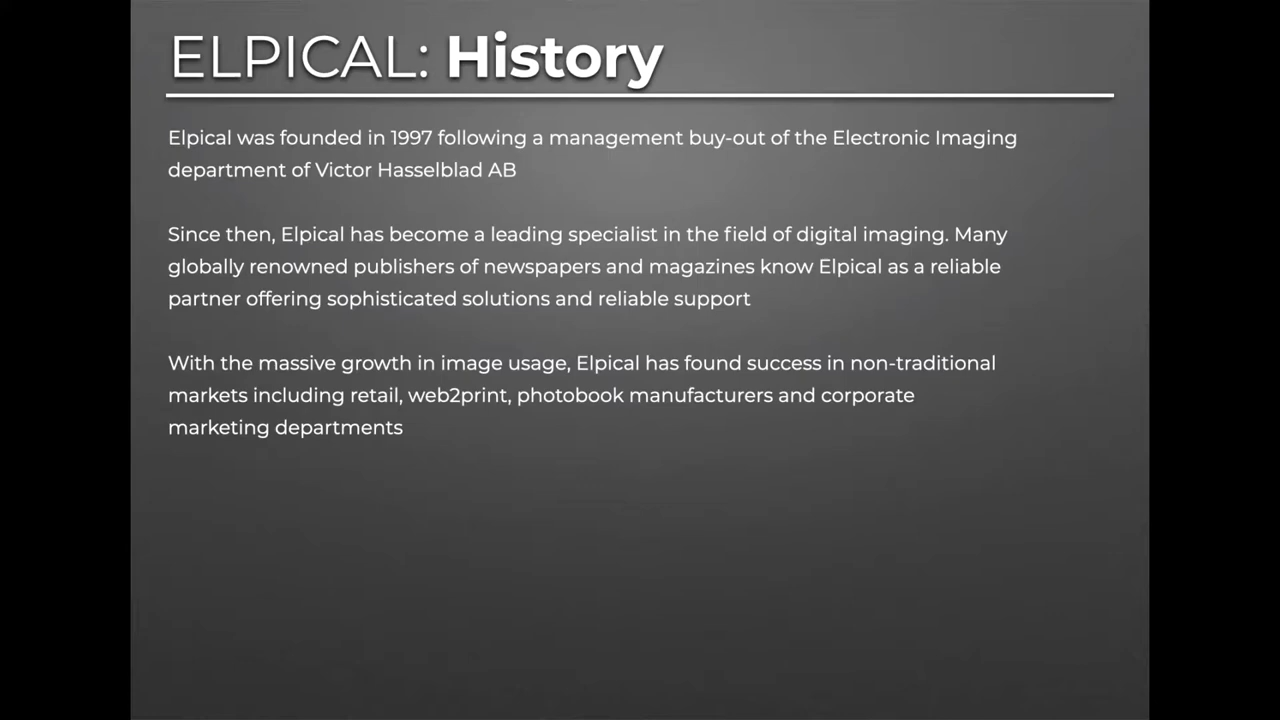 ELPICAL: History
Elpical was founded in 1997 following a management buy-out of the Electronic Imaging
department of Victor Hasselblad AB
Since then, Elpical has become a leading specialist in the field of digital imaging. Many
globally renowned publishers of newspapers and magazines know Elpical as a reliable
partner offering sophisticated solutions and reliable support
With the massive growth in image usage, Elpical has found success in non-traditional
markets including retail, web2print, photobook manufacturers and corporate
marketing departments